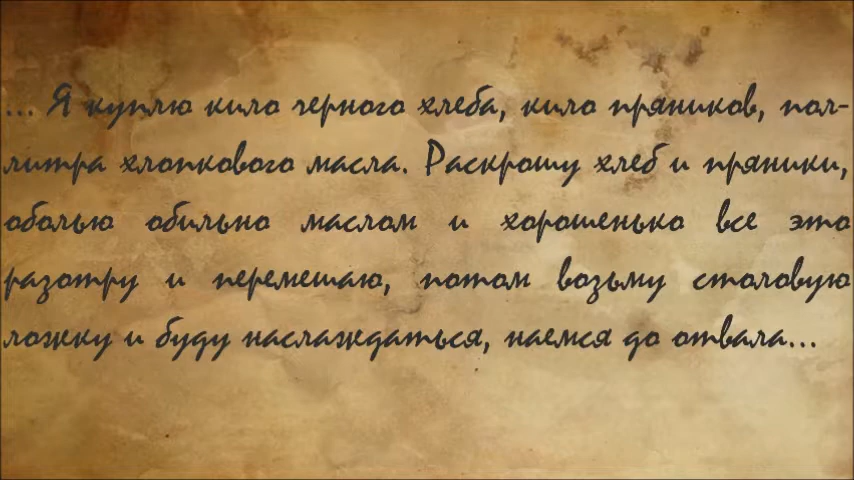 ... Я куплю кило черного хлеба, кило пряников, пол-
литра хлопкового масла. Раскрошу хлеб и пряники,
оболью обильно маслом и хорошенько все это
разотру и перемешаю, потом возьму столовую
ложку и буду наслаждаться, наемся до отвала...